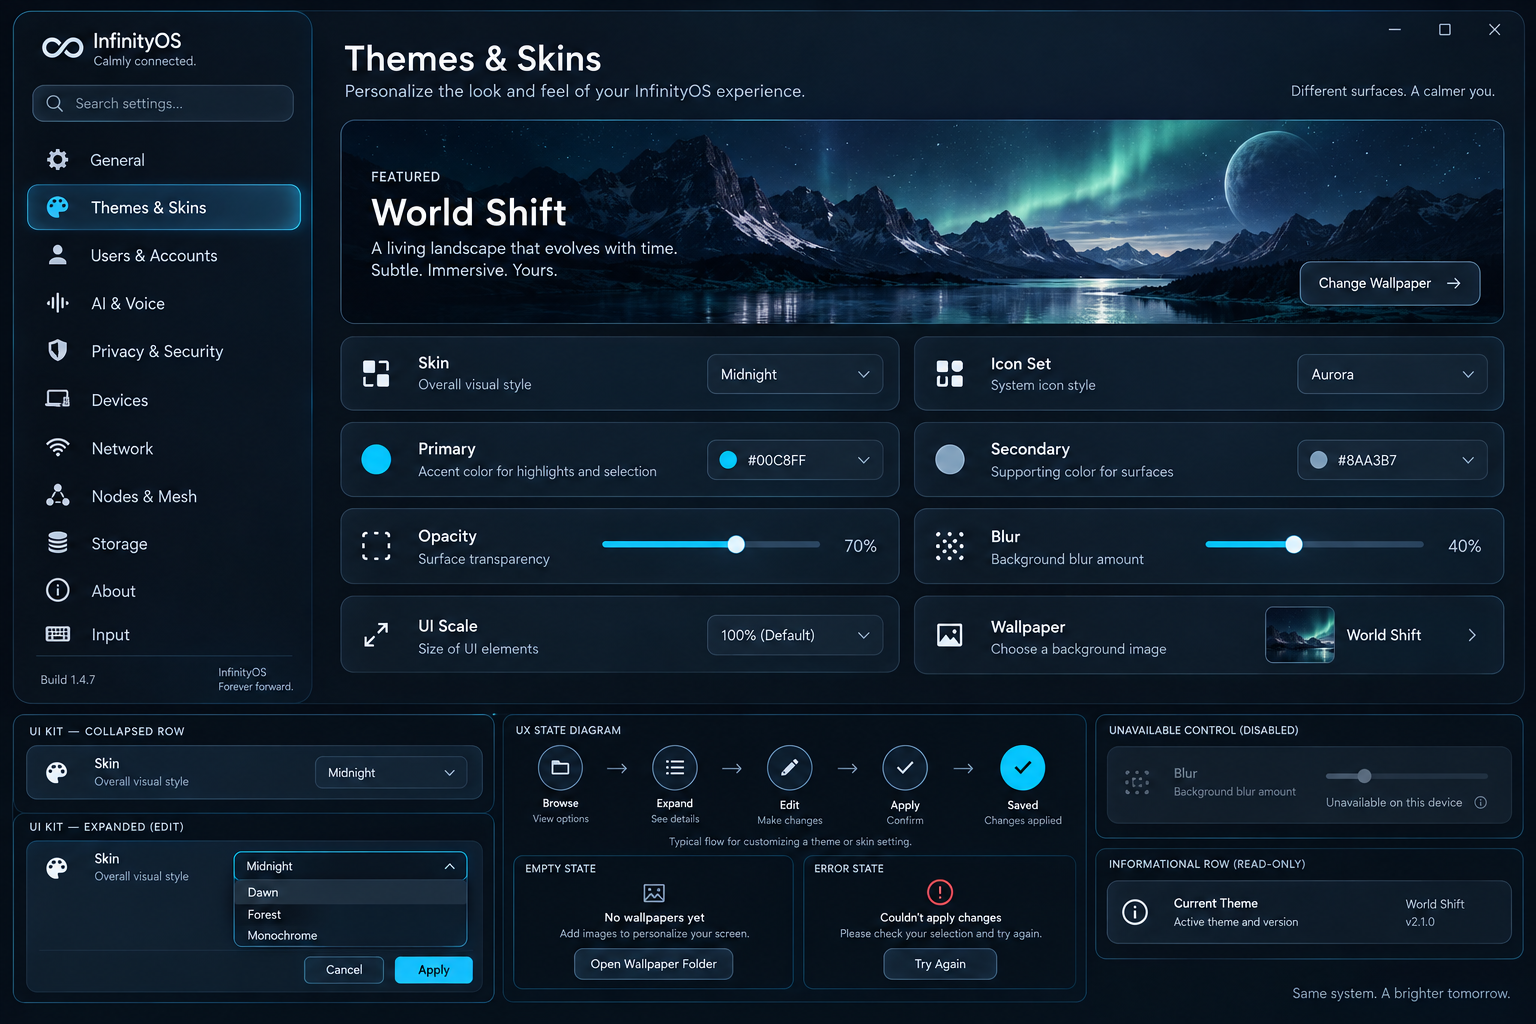 InfinityOS
Calmly connected.
Search settings...
General
Themes & Skins
Users & Accounts
AI & Voice
Privacy & Security
Devices
Network
Nodes & Mesh
Storage
About
Input
Build 1.4.7
InfinityOS
Forever forward.
Themes & Skins
Personalize the look and feel of your InfinityOS experience.
Different surfaces. A calmer you.
FEATURED
World Shift
A living landscape that evolves with time.
Subtle. Immersive. Yours.
Change Wallpaper
Skin
Overall visual style
Midnight
Icon Set
System icon style
Aurora
Primary
Accent color for highlights and selection
#00C8FF
Secondary
Supporting color for surfaces
#8AA3B7
Opacity
Surface transparency
70%
Blur
Background blur amount
40%
UI Scale
Size of UI elements
100% (Default)
Wallpaper
Choose a background image
World Shift
UI KIT — COLLAPSED ROW
Skin
Overall visual style
Midnight
UI KIT — EXPANDED (EDIT)
Skin
Overall visual style
Midnight
Dawn
Forest
Monochrome
Cancel
Apply
UX STATE DIAGRAM
Browse
View options
Expand
See details
Edit
Make changes
Apply
Confirm
Saved
Changes applied
Typical flow for customizing a theme or skin setting.
EMPTY STATE
No wallpapers yet
Add images to personalize your screen.
Open Wallpaper Folder
ERROR STATE
Couldn't apply changes
Please check your selection and try again.
Try Again
UNAVAILABLE CONTROL (DISABLED)
Blur
Background blur amount
Unavailable on this device
INFORMATIONAL ROW (READ-ONLY)
Current Theme
Active theme and version
World Shift
v2.1.0
Same system. A brighter tomorrow.